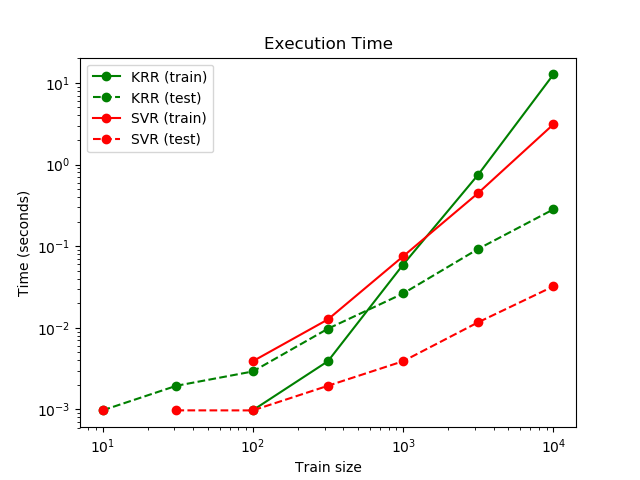 Execution Time
KRR (train)
KRR (test)
SVR (train)
SVR (test)
Time (seconds)
10¹
10⁰
10⁻¹
10⁻²
10⁻³
10¹
10²
10³
10⁴
Train size